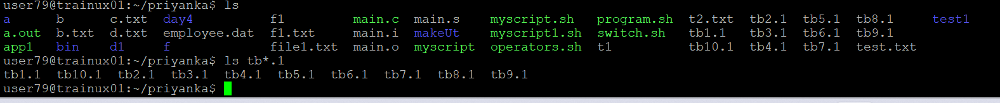 user79@trainux01:~/priyanka$ ls
a      b      c.txt  day4          f1         main.c  main.s    myscript.sh   program.sh  t2.txt  tb2.1  tb5.1  tb8.1     test1
a.out  b.txt  d.txt  employee.dat  f1.txt     main.i  makeUt    myscript1.sh  switch.sh   tb1.1   tb3.1  tb6.1  tb9.1
app1   bin    d1     f             file1.txt  main.o  myscript  operators.sh  t1          tb10.1  tb4.1  tb7.1  test.txt
user79@trainux01:~/priyanka$ ls tb*.1
tb1.1  tb10.1  tb2.1  tb3.1  tb4.1  tb5.1  tb6.1  tb7.1  tb8.1  tb9.1
user79@trainux01:~/priyanka$